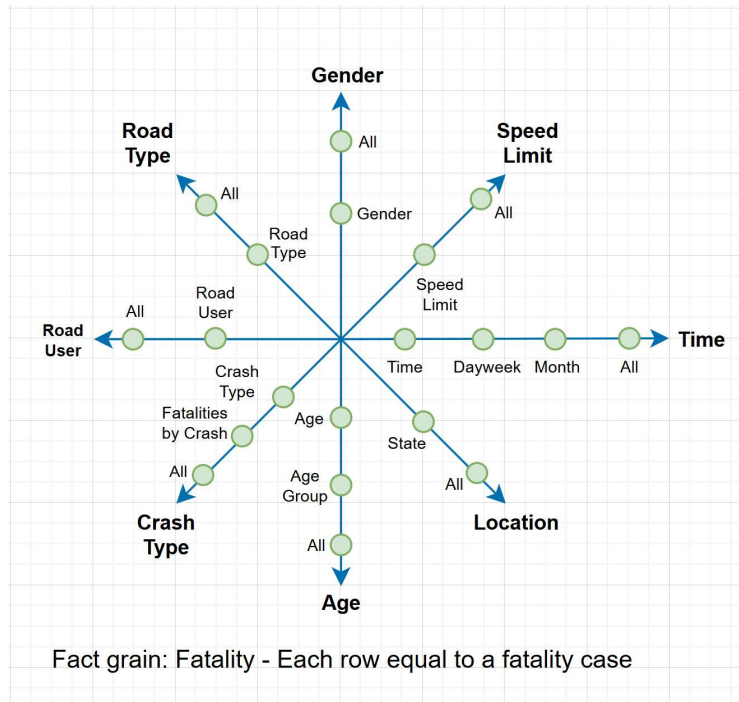 Gender
Road
Type
Speed
Limit
All
All
All
Gender
Road
Type
Speed
Limit
Road
User
All
Road
User
Time
Time
Dayweek
Month
All
Crash
Type
Fatalities
by Crash
All
Age
State
Age
Group
All
All
Crash
Type
Location
Age
Fact grain: Fatality - Each row equal to a fatality case